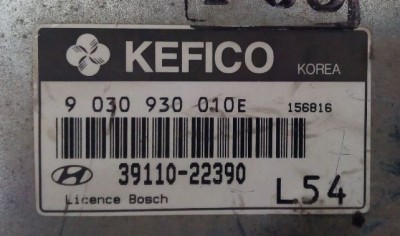 KEFICO KOREA
9 030 930 010E 156816
39110-22390
Licence Bosch L54